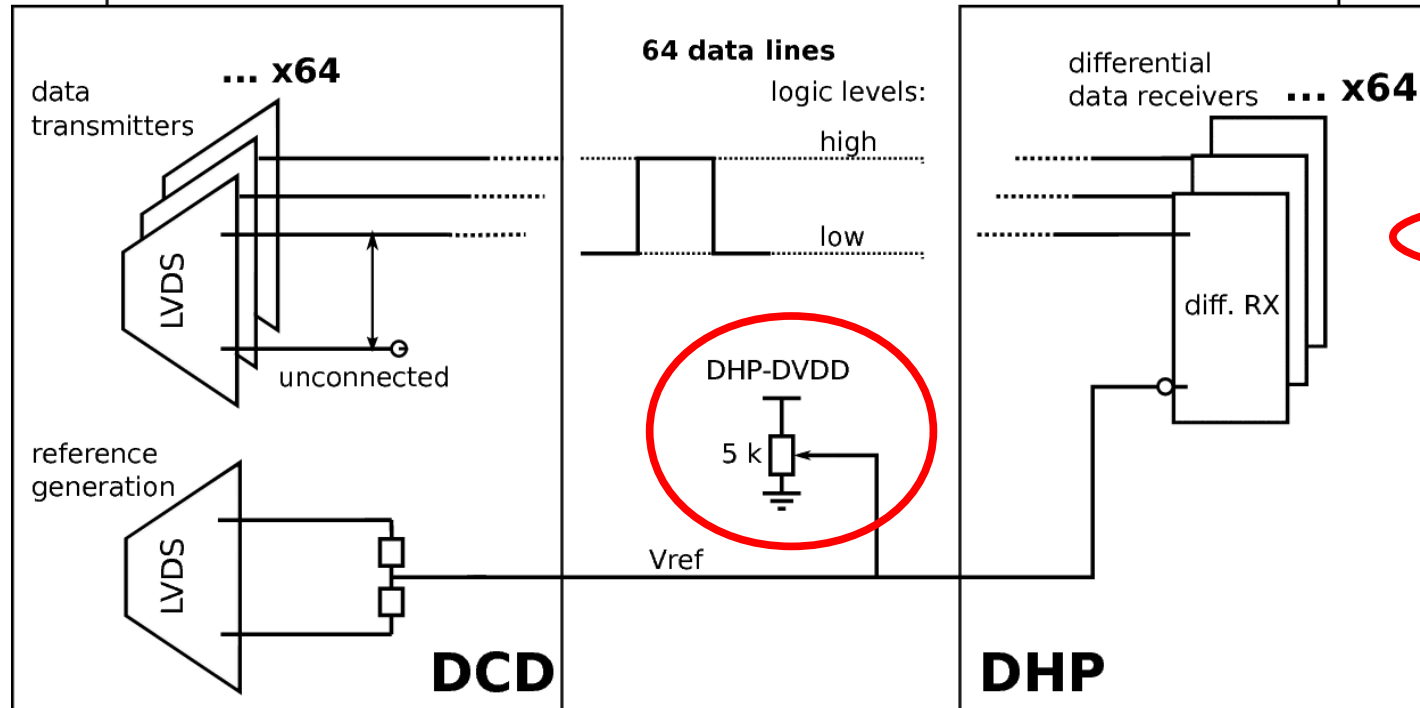 64 data lines
... x64
data
transmitters
logic levels:
high
low
differential
data receivers
... x64
LVDS
unconnected
diff. RX
DHP-DVDD
5 k
reference
generation
LVDS
Vref
DCD
DHP